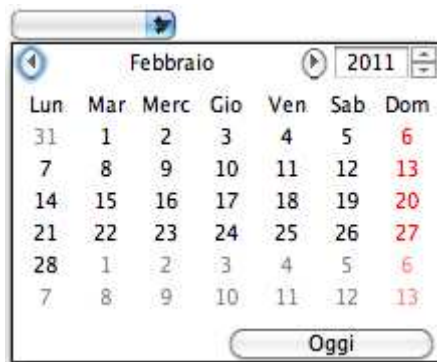 Febbraio 2011
Lun Mar Merc Gio Ven Sab Dom
31 1 2 3 4 5 6
7 8 9 10 11 12 13
14 15 16 17 18 19 20
21 22 23 24 25 26 27
28 1 2 3 4 5 6
7 8 9 10 11 12 13
Oggi